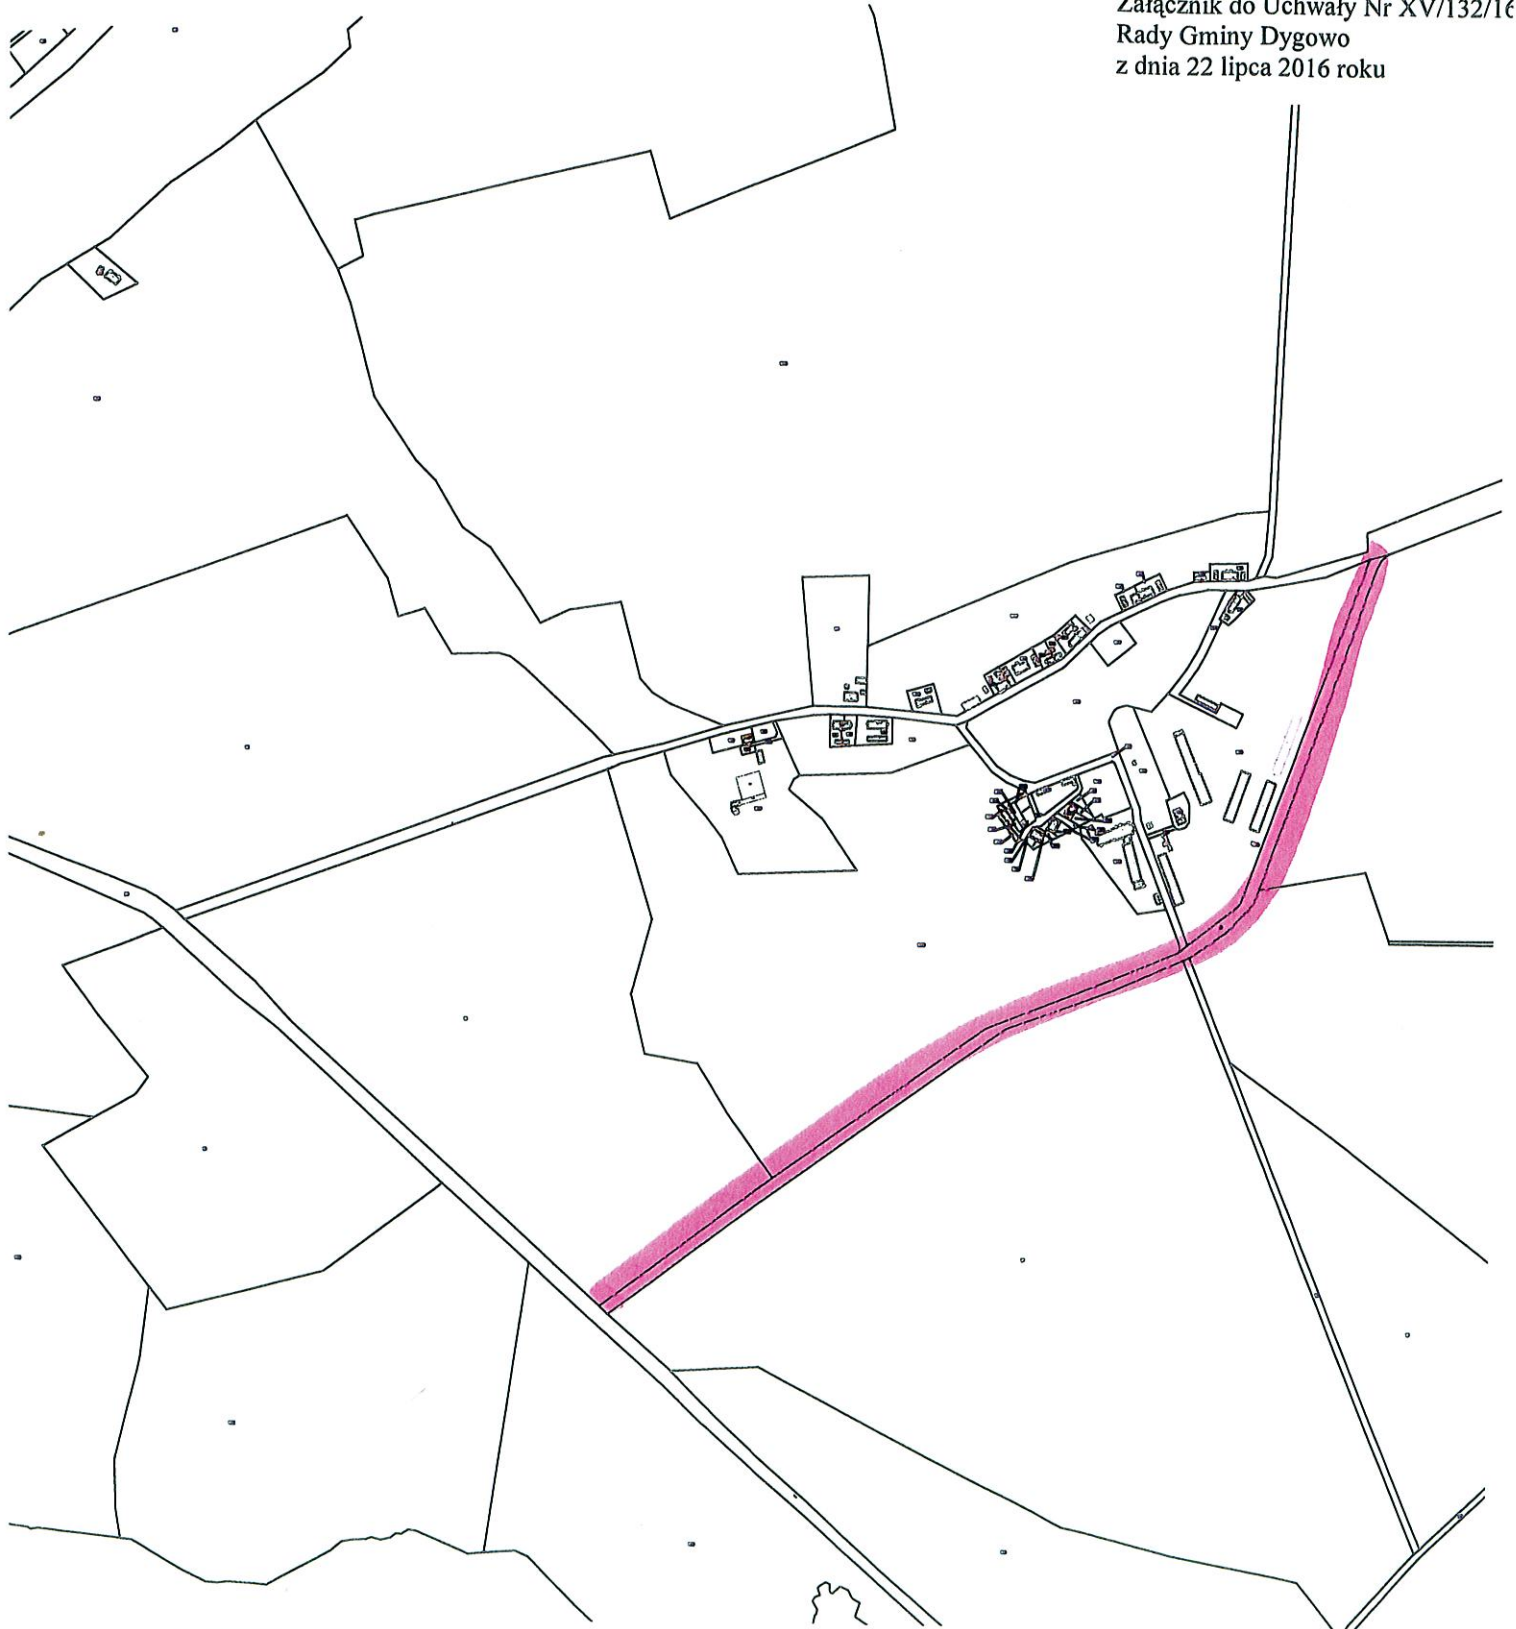 Załącznik do Uchwały Nr XV/132/16
Rady Gminy Dygowo
z dnia 22 lipca 2016 roku